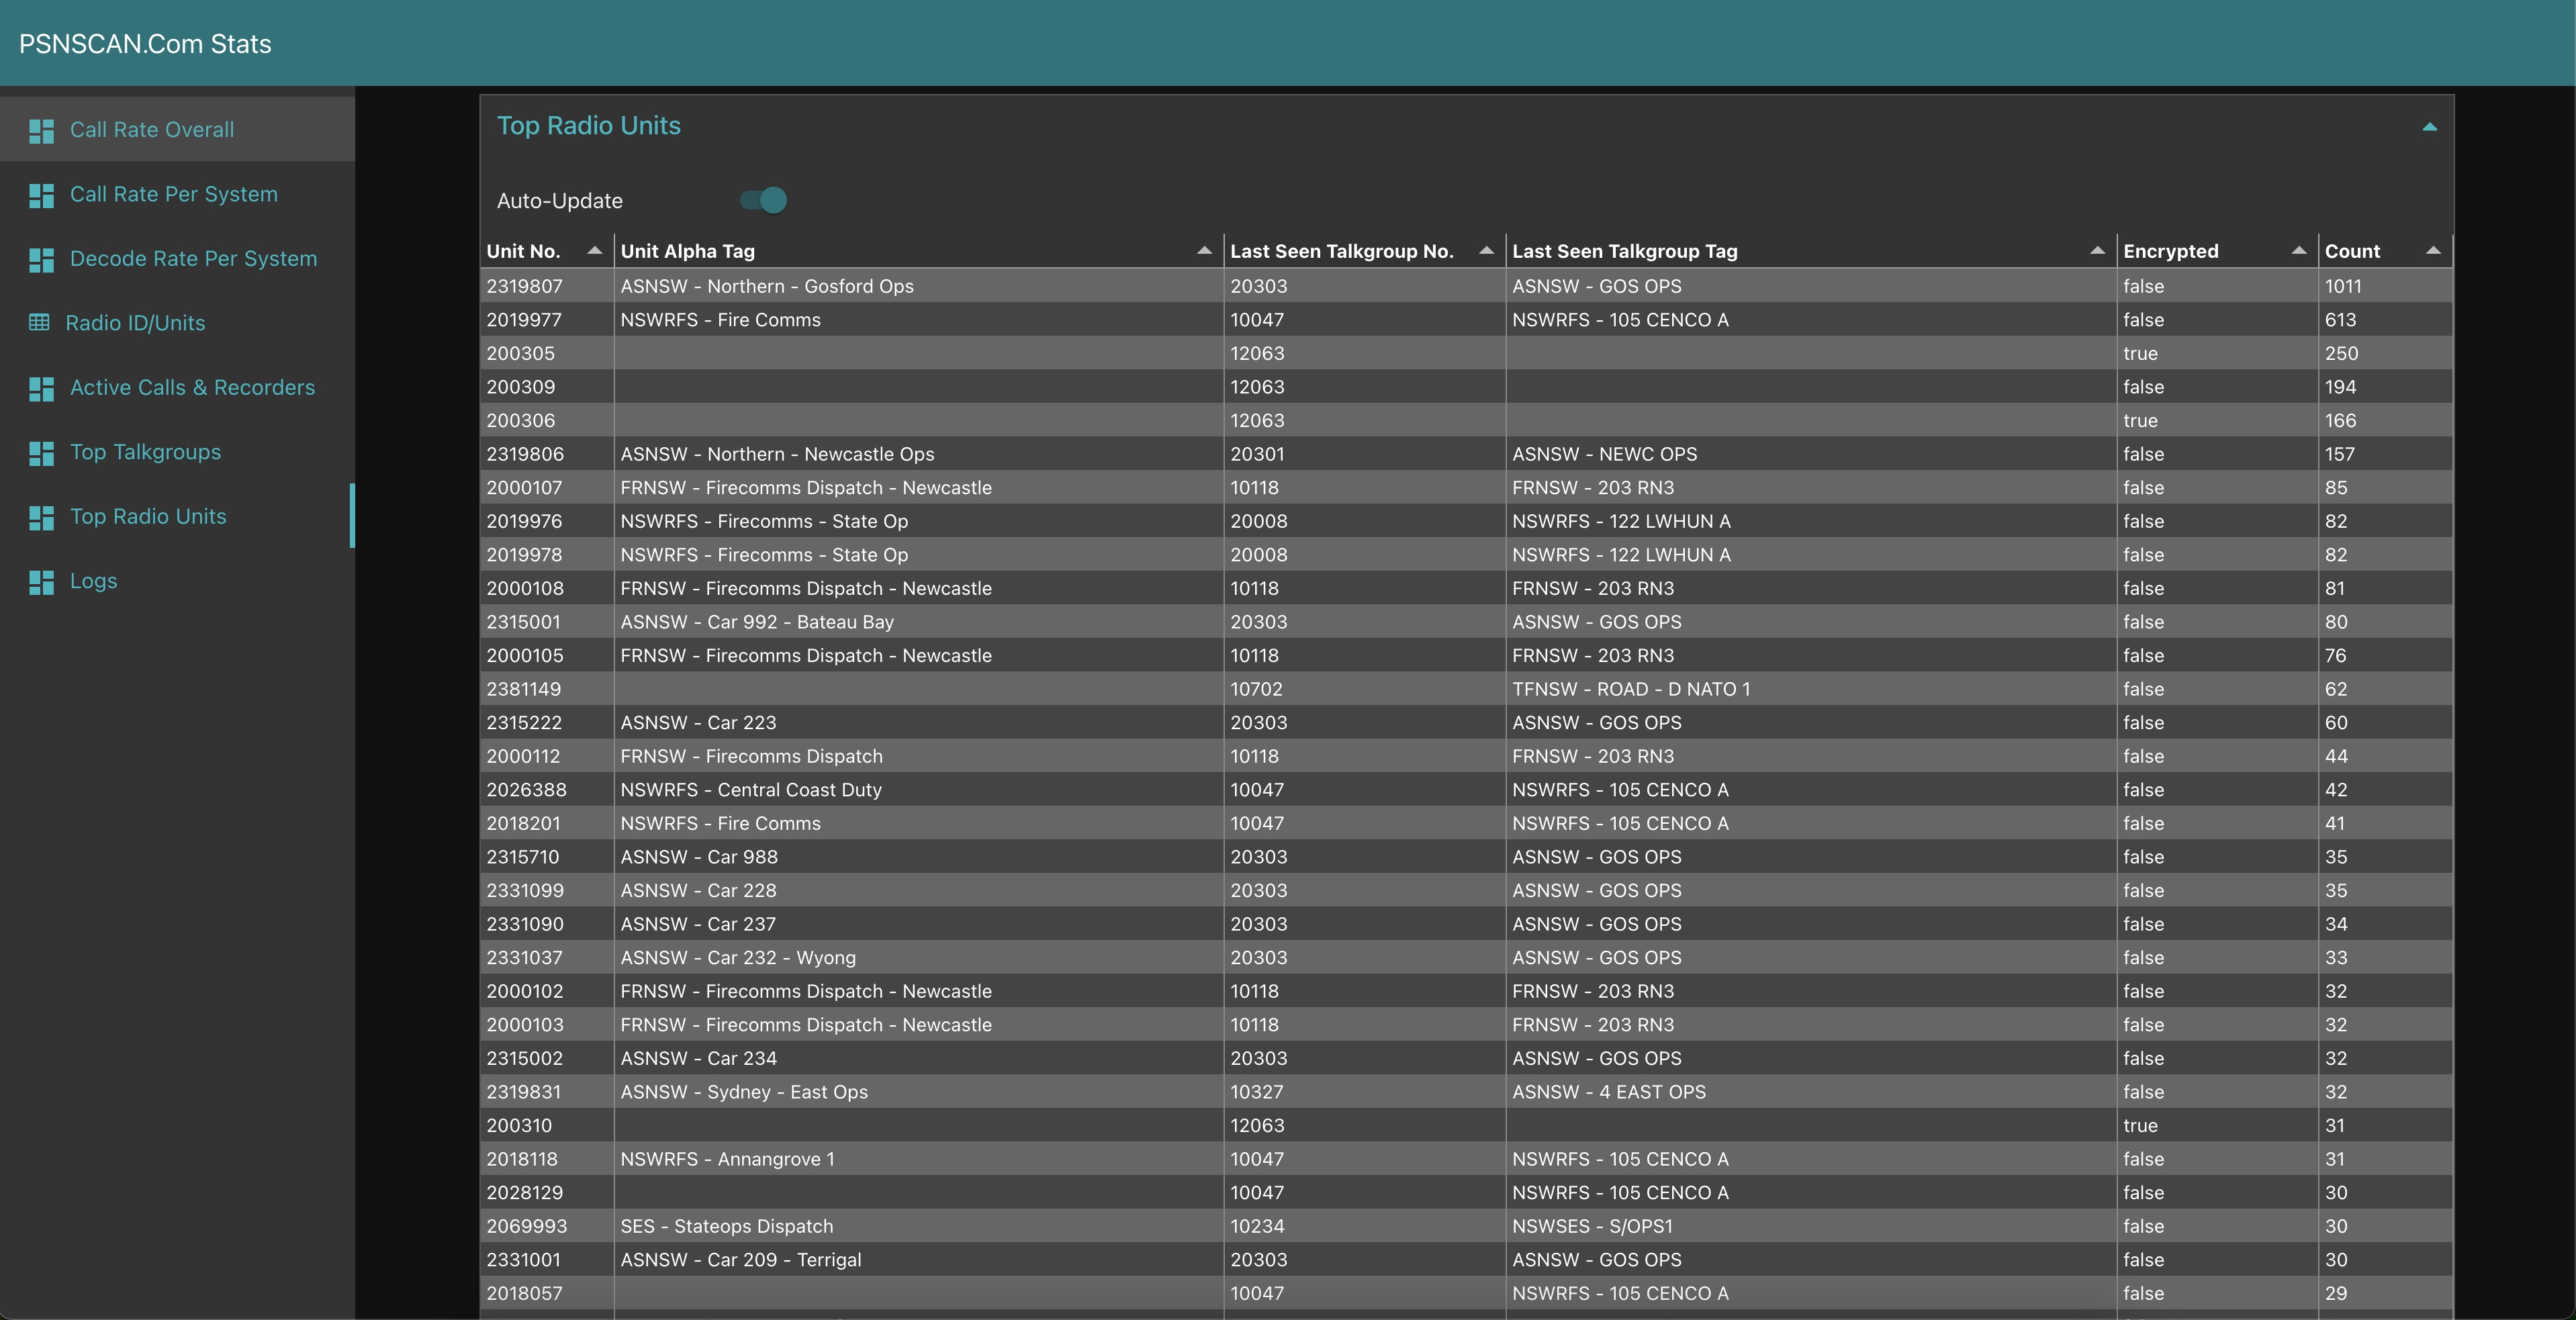 PSNSCAN.Com Stats
Call Rate Overall
Call Rate Per System
Decode Rate Per System
Radio ID/Units
Active Calls & Recorders
Top Talkgroups
Top Radio Units
Logs
Top Radio Units
Auto-Update
Unit No. Unit Alpha Tag Last Seen Talkgroup No. Last Seen Talkgroup Tag Encrypted Count
2319807 ASNSW - Northern - Gosford Ops 20303 ASNSW - GOS OPS false 1011
2019977 NSWRFS - Fire Comms 10047 NSWRFS - 105 CENCO A false 613
200305 12063 true 250
200309 12063 false 194
200306 12063 true 166
2319806 ASNSW - Northern - Newcastle Ops 20301 ASNSW - NEWC OPS false 157
2000107 FRNSW - Firecomms Dispatch - Newcastle 10118 FRNSW - 203 RN3 false 85
2019976 NSWRFS - Firecomms - State Op 20008 NSWRFS - 122 LWHUN A false 82
2019978 NSWRFS - Firecomms - State Op 20008 NSWRFS - 122 LWHUN A false 82
2000108 FRNSW - Firecomms Dispatch - Newcastle 10118 FRNSW - 203 RN3 false 81
2315001 ASNSW - Car 992 - Bateau Bay 20303 ASNSW - GOS OPS false 80
2000105 FRNSW - Firecomms Dispatch - Newcastle 10118 FRNSW - 203 RN3 false 76
2381149 10702 TFNSW - ROAD - D NATO 1 false 62
2315222 ASNSW - Car 223 20303 ASNSW - GOS OPS false 60
2000112 FRNSW - Firecomms Dispatch 10118 FRNSW - 203 RN3 false 44
2026388 NSWRFS - Central Coast Duty 10047 NSWRFS - 105 CENCO A false 42
2018201 NSWRFS - Fire Comms 10047 NSWRFS - 105 CENCO A false 41
2315710 ASNSW - Car 988 20303 ASNSW - GOS OPS false 35
2331099 ASNSW - Car 228 20303 ASNSW - GOS OPS false 35
2331090 ASNSW - Car 237 20303 ASNSW - GOS OPS false 34
2331037 ASNSW - Car 232 - Wyong 20303 ASNSW - GOS OPS false 33
2000102 FRNSW - Firecomms Dispatch - Newcastle 10118 FRNSW - 203 RN3 false 32
2000103 FRNSW - Firecomms Dispatch - Newcastle 10118 FRNSW - 203 RN3 false 32
2315002 ASNSW - Car 234 20303 ASNSW - GOS OPS false 32
2319831 ASNSW - Sydney - East Ops 10327 ASNSW - 4 EAST OPS false 32
200310 12063 true 31
2018118 NSWRFS - Annangrove 1 10047 NSWRFS - 105 CENCO A false 31
2028129 10047 NSWRFS - 105 CENCO A false 30
2069993 SES - Stateops Dispatch 10234 NSWSES - S/OPS1 false 30
2331001 ASNSW - Car 209 - Terrigal 20303 ASNSW - GOS OPS false 30
2018057 10047 NSWRFS - 105 CENCO A false 29